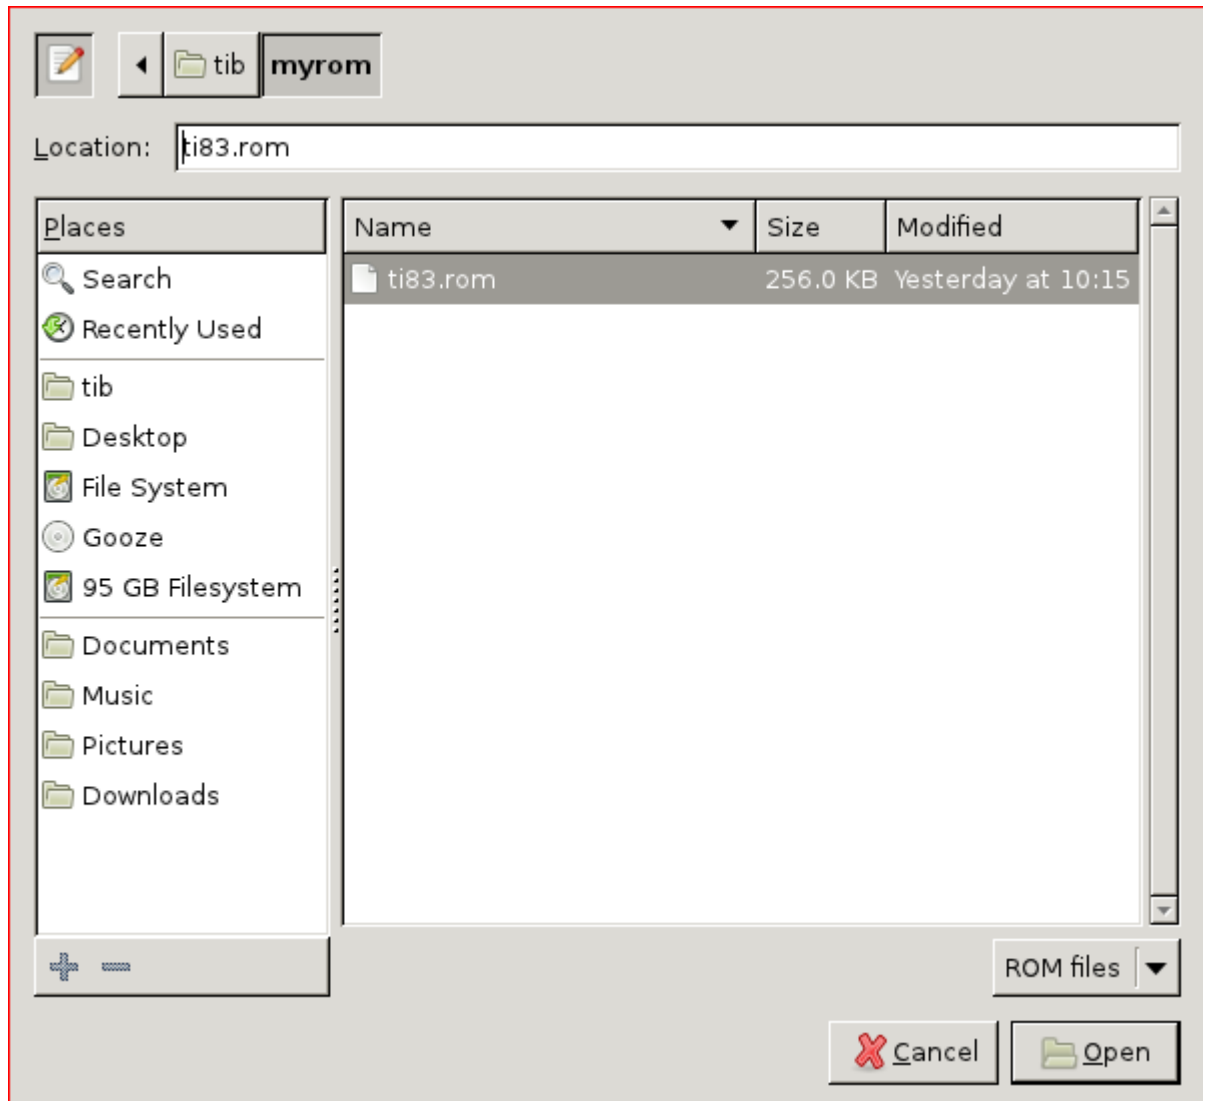 tib myrom
Location: ti83.rom
Places Name Size Modified
Search ti83.rom 256.0 KB Yesterday at 10:15
Recently Used
tib
Desktop
File System
Gooze
95 GB Filesystem
Documents
Music
Pictures
Downloads
ROM files
Cancel Open